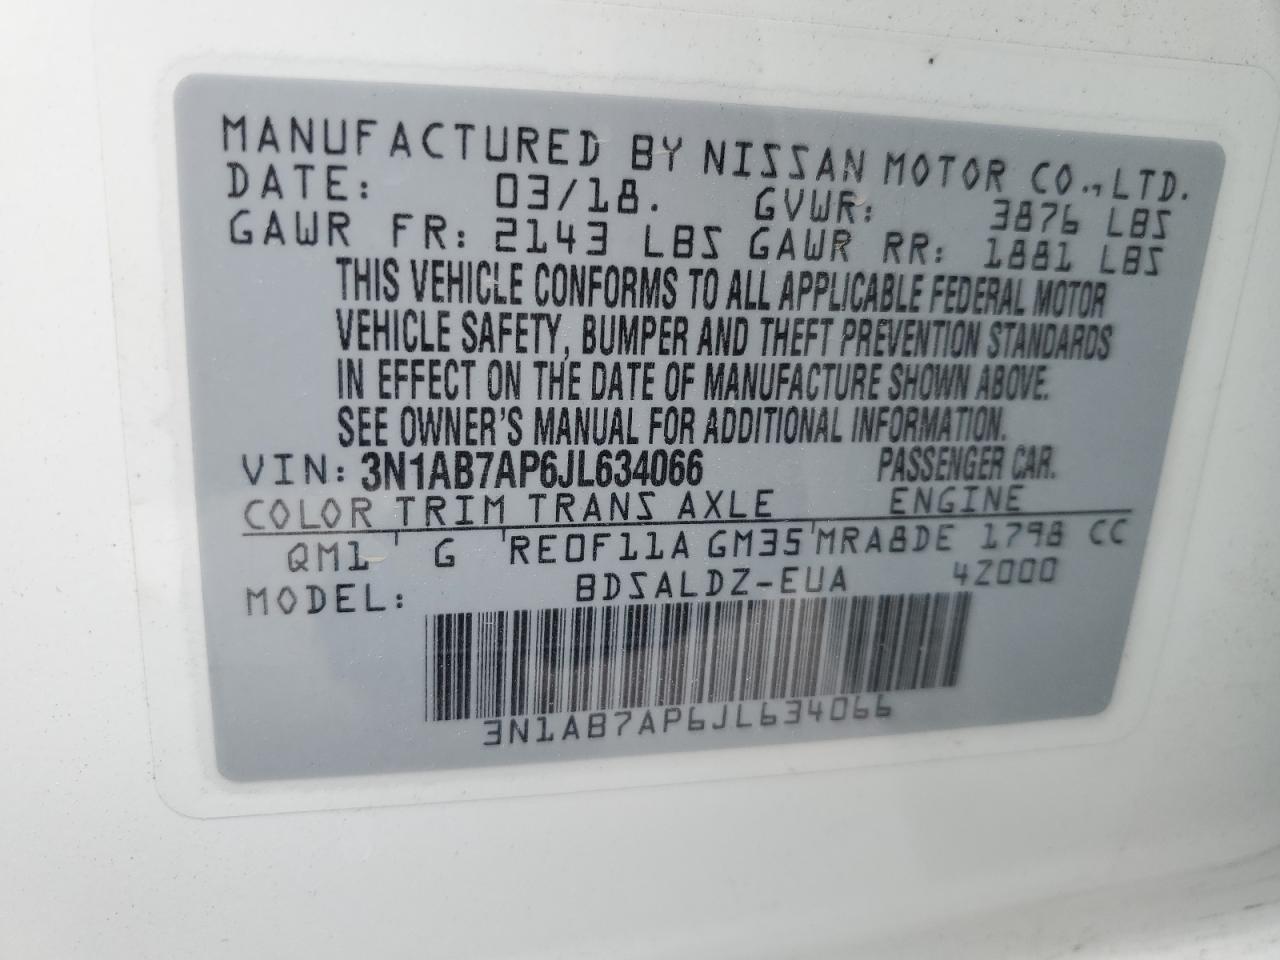 MANUFACTURED BY NISSAN MOTOR CO., LTD.
DATE: 03/18. GVWR: 3876 LBS
GAWR FR: 2143 LBS GAWR RR: 1881 LBS
THIS VEHICLE CONFORMS TO ALL APPLICABLE FEDERAL MOTOR
VEHICLE SAFETY, BUMPER AND THEFT PREVENTION STANDARDS
IN EFFECT ON THE DATE OF MANUFACTURE SHOWN ABOVE.
SEE OWNER'S MANUAL FOR ADDITIONAL INFORMATION.
VIN: 3N1AB7AP6JL634066 PASSENGER CAR.
COLOR TRIM TRANS AXLE ENGINE
QM1 G RE0F11A GM35 MRA8DE 1798 CC
MODEL: BDSALDZ-EUA 4Z000
3N1AB7AP6JL634066